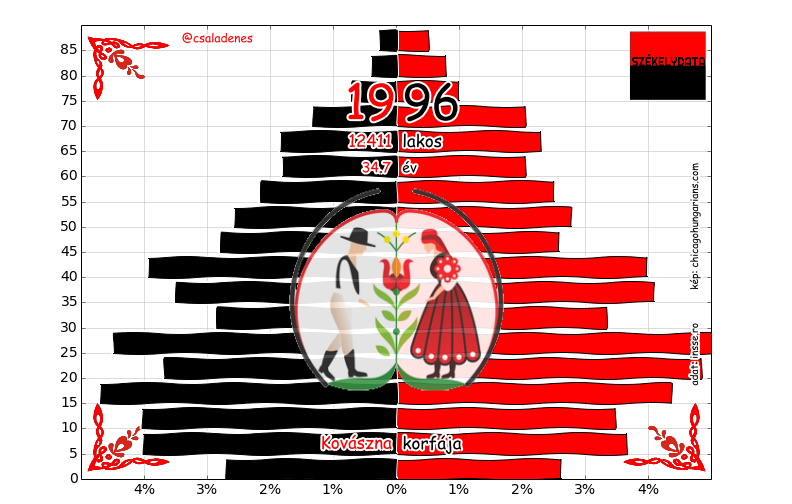 @csaladenes
SZÉKELYDATA
1996
12411 lakos
34.7 év
Kovászna korfája
kép: chicagohungarians.com
adat: insse.ro
85
80
75
70
65
60
55
50
45
40
35
30
25
20
15
10
5
0
4% 3% 2% 1% 0% 1% 2% 3% 4%